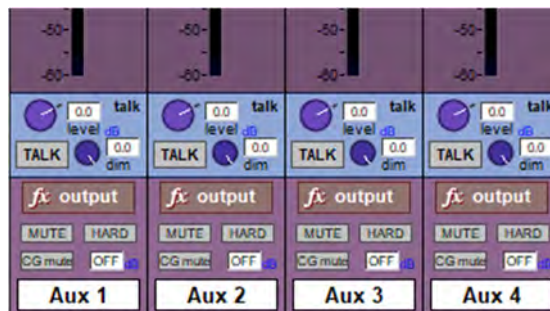 -50- -50- -50- -50-
-60- -60- -60- -60-
0.0 talk 0.0 talk 0.0 talk 0.0 talk
level dB level dB level dB level dB
TALK 0.0 TALK 0.0 TALK 0.0 TALK 0.0
dim dim dim dim
fx output fx output fx output fx output
MUTE HARD MUTE HARD MUTE HARD MUTE HARD
CG mute OFF dB CG mute OFF dB CG mute OFF dB CG mute OFF dB
Aux 1 Aux 2 Aux 3 Aux 4